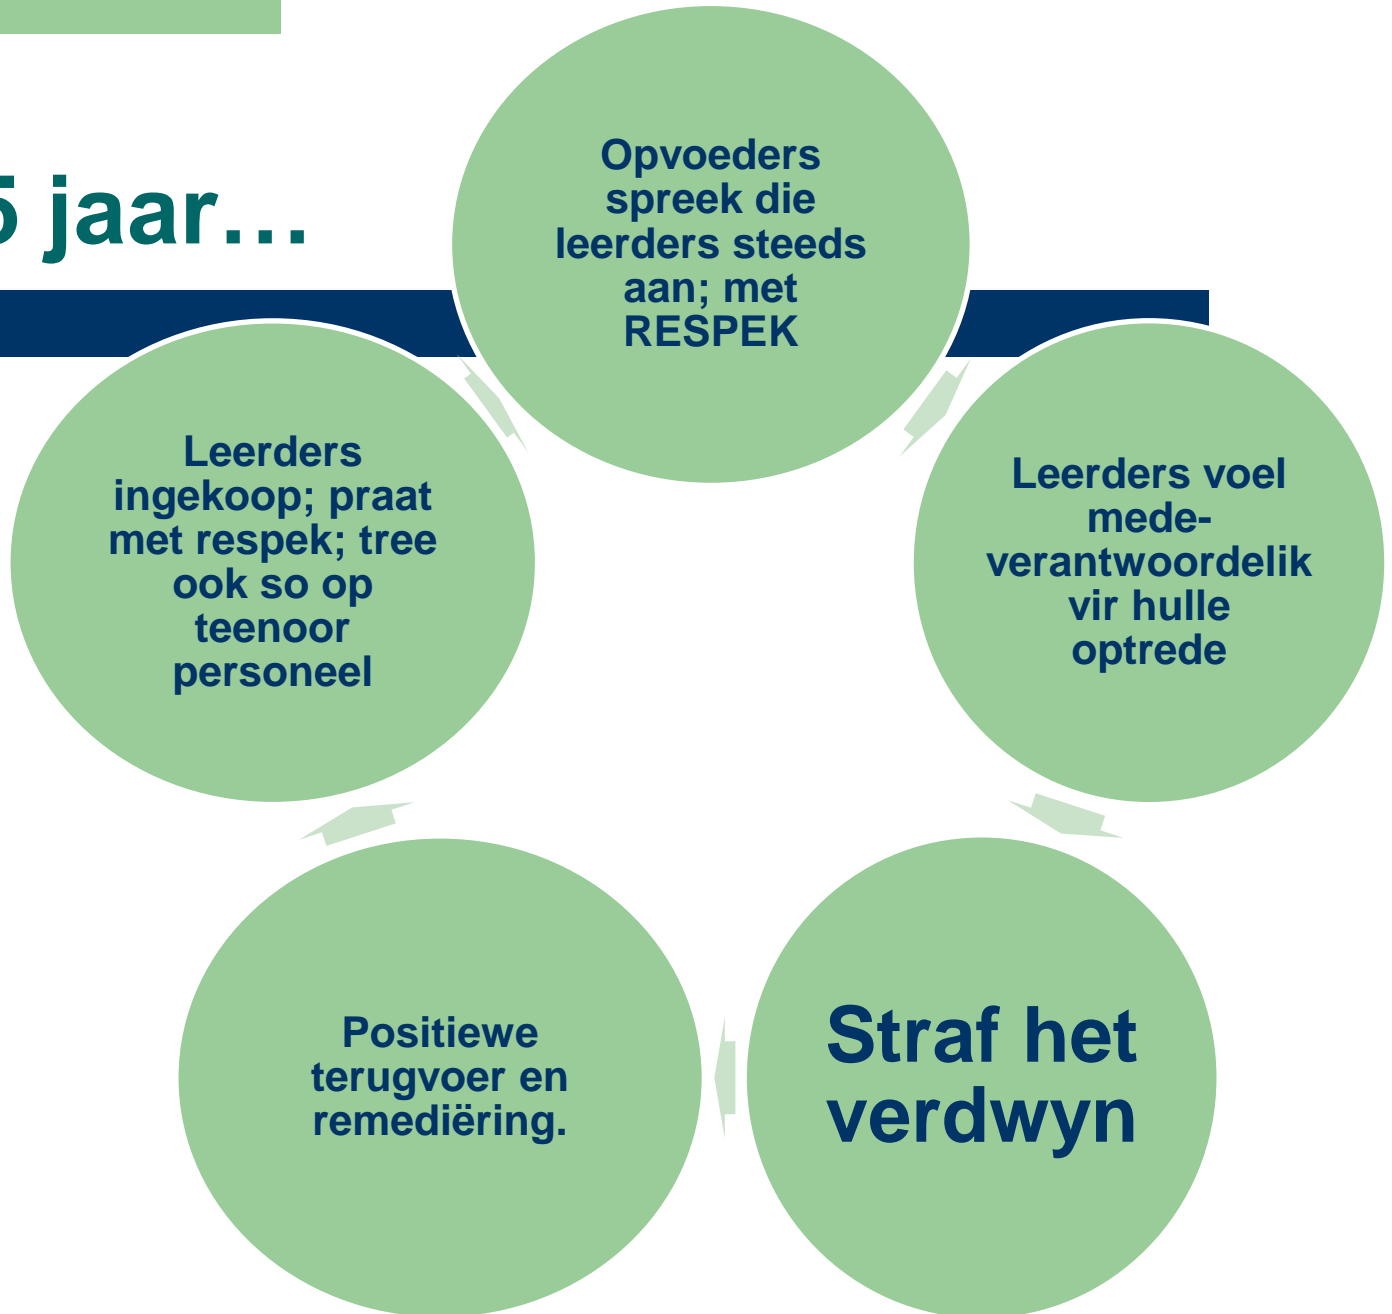 5 jaar…
Opvoeders
spreek die
leerders steeds
aan; met
RESPEK
Leerders voel
mede-
verantwoordelik
vir hulle
optrede
Straf het
verdwyn
Positiewe
terugvoer en
remediëring.
Leerders
ingekoop; praat
met respek; tree
ook so op
teenoor
personeel